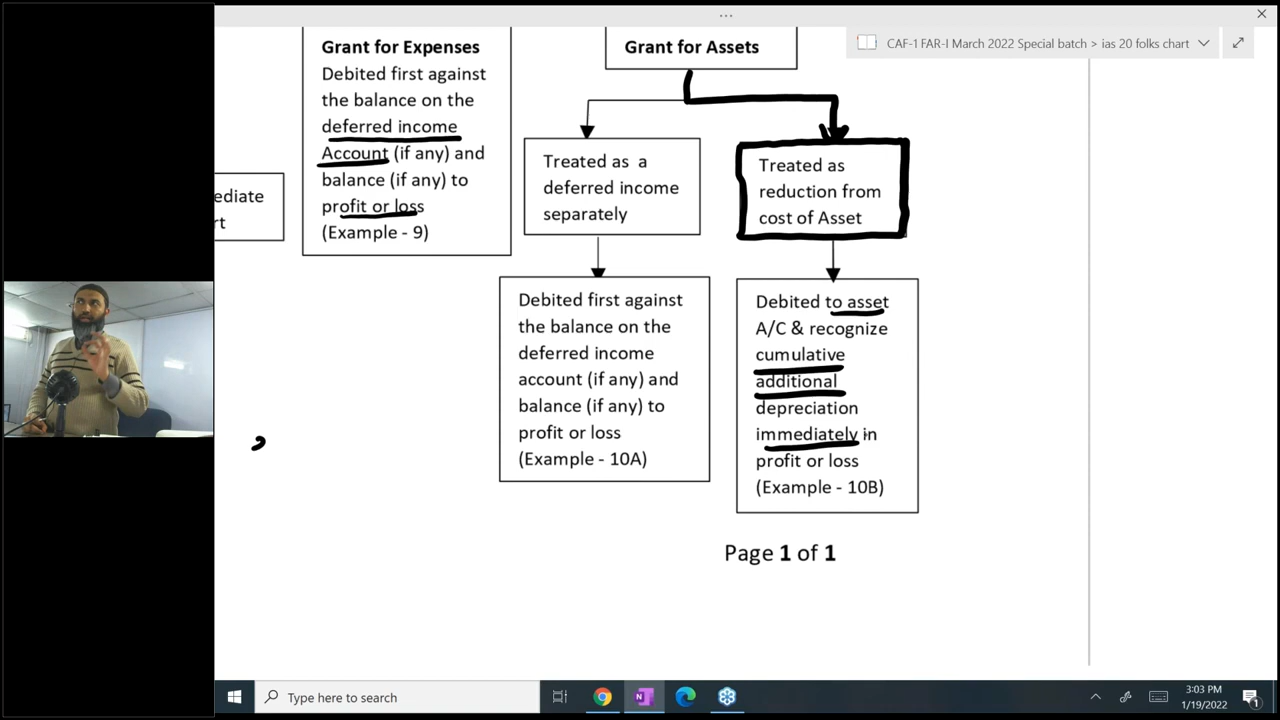 CAF-1 FAR-I March 2022 Special batch > ias 20 folks chart
Grant for Expenses
Debited first against
the balance on the
deferred income
Account (if any) and
balance (if any) to
profit or loss
(Example - 9)
Grant for Assets
ediate
rt
Treated as a
deferred income
separately
Treated as
reduction from
cost of Asset
Debited first against
the balance on the
deferred income
account (if any) and
balance (if any) to
profit or loss
(Example - 10A)
Debited to asset
A/C & recognize
cumulative
additional
depreciation
immediately in
profit or loss
(Example - 10B)
Page 1 of 1
Type here to search
3:03 PM
1/19/2022
1